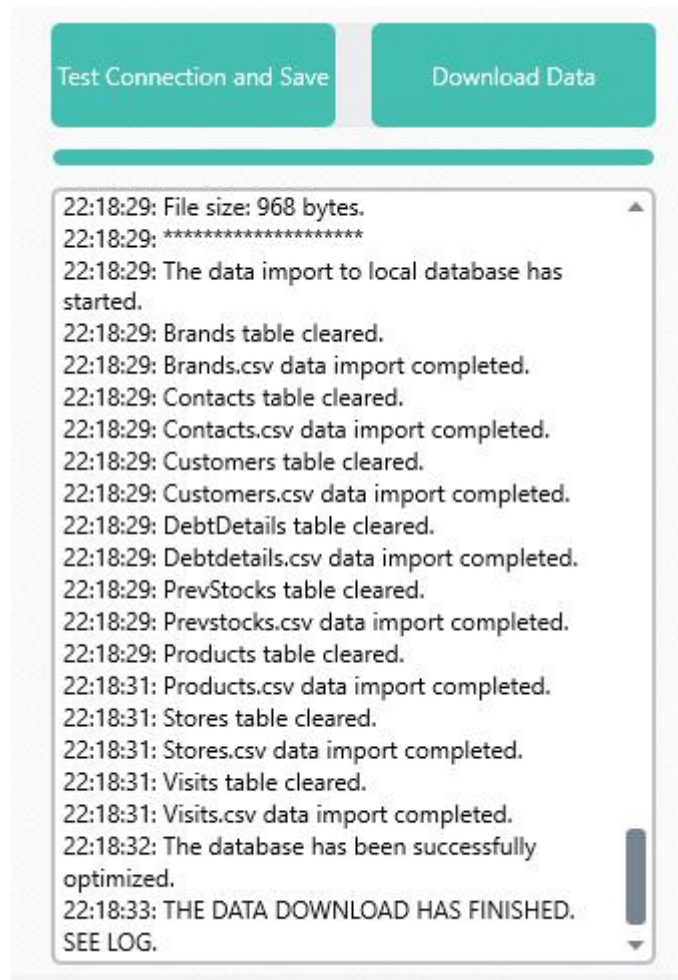 Test Connection and Save
Download Data
22:18:29: File size: 968 bytes.
22:18:29: ********************
22:18:29: The data import to local database has
started.
22:18:29: Brands table cleared.
22:18:29: Brands.csv data import completed.
22:18:29: Contacts table cleared.
22:18:29: Contacts.csv data import completed.
22:18:29: Customers table cleared.
22:18:29: Customers.csv data import completed.
22:18:29: DebtDetails table cleared.
22:18:29: Debtdetails.csv data import completed.
22:18:29: PrevStocks table cleared.
22:18:29: Prevstocks.csv data import completed.
22:18:29: Products table cleared.
22:18:31: Products.csv data import completed.
22:18:31: Stores table cleared.
22:18:31: Stores.csv data import completed.
22:18:31: Visits table cleared.
22:18:31: Visits.csv data import completed.
22:18:32: The database has been successfully
optimized.
22:18:33: THE DATA DOWNLOAD HAS FINISHED.
SEE LOG.